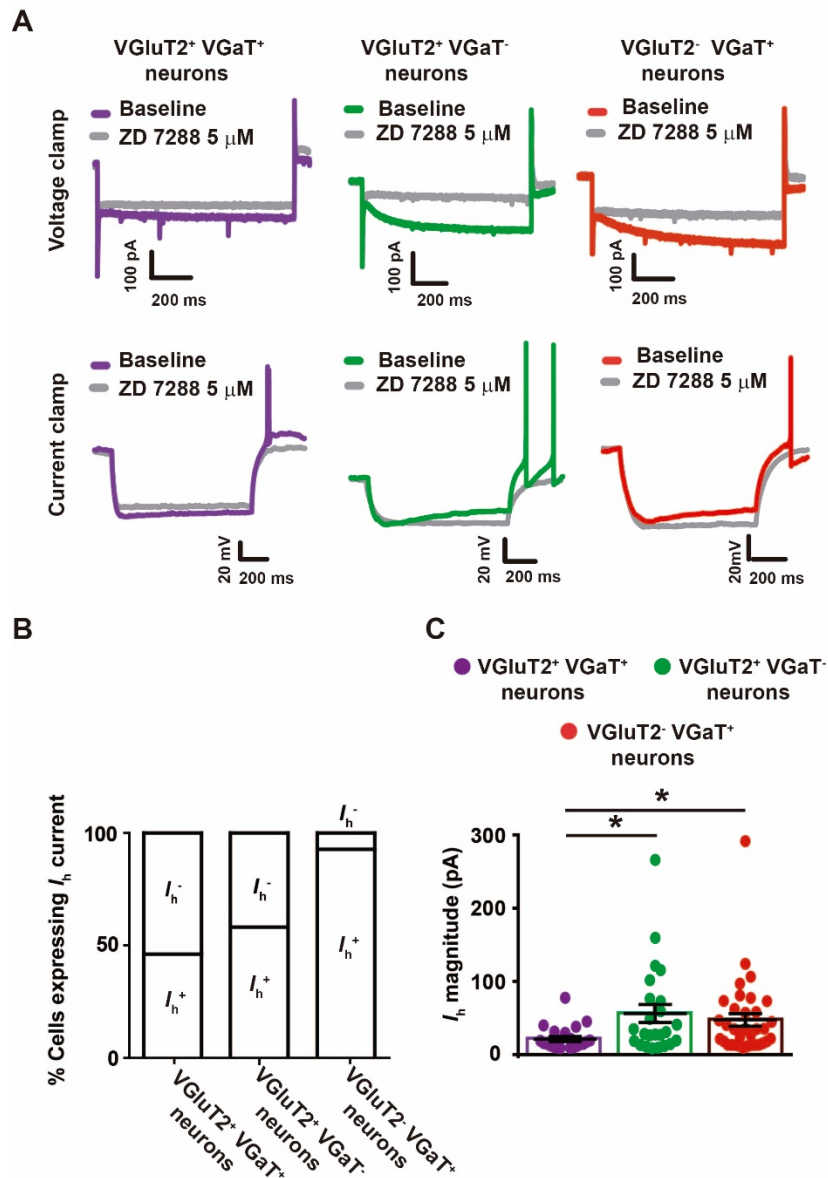 A
VGluT2⁺ VGaT⁺
neurons
VGluT2⁺ VGaT⁻
neurons
VGluT2⁻ VGaT⁺
neurons
Voltage clamp
Baseline
ZD 7288 5 μM
100 pA
200 ms
Baseline
ZD 7288 5 μM
100 pA
200 ms
Baseline
ZD 7288 5 μM
100 pA
200 ms
Current clamp
Baseline
ZD 7288 5 μM
20 mV
200 ms
Baseline
ZD 7288 5 μM
20 mV
200 ms
Baseline
ZD 7288 5 μM
20mV
200 ms
B
% Cells expressing Iₕ current
100
50
0
Iₕ⁻
Iₕ⁺
Iₕ⁻
Iₕ⁺
Iₕ⁻
Iₕ⁺
VGluT2⁺ VGaT⁺
neurons
VGluT2⁺ VGaT⁻
neurons
VGluT2⁻ VGaT⁺
neurons
C
VGluT2⁺ VGaT⁺
neurons
VGluT2⁺ VGaT⁻
neurons
VGluT2⁻ VGaT⁺
neurons
Iₕ magnitude (pA)
300
200
100
0
*
*